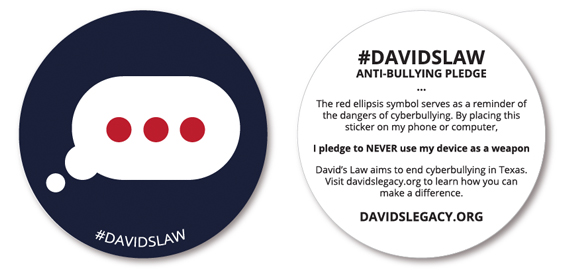 #DAVIDSLAW
#DAVIDSLAW
ANTI-BULLYING PLEDGE
...
The red ellipsis symbol serves as a reminder of
the dangers of cyberbullying. By placing this
sticker on my phone or computer,
I pledge to NEVER use my device as a weapon
David's Law aims to end cyberbullying in Texas.
Visit davidslegacy.org to learn how you can
make a difference.
DAVIDSLEGACY.ORG